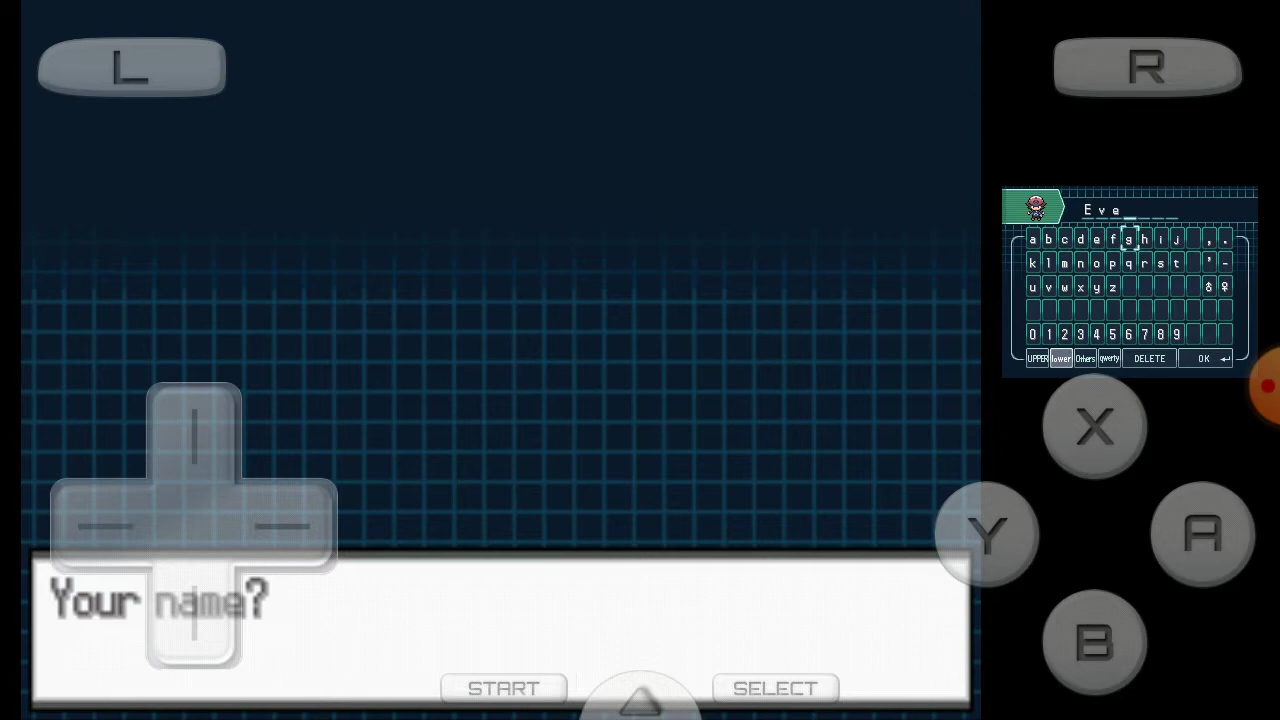 L
R
Eve
a b c d e f g h i j , .
k l m n o p q r s t ' -
u v w x y z ♂ ♀
0 1 2 3 4 5 6 7 8 9
UPPER lower Others qwerty DELETE OK
X
Y
A
B
Your name?
START
SELECT